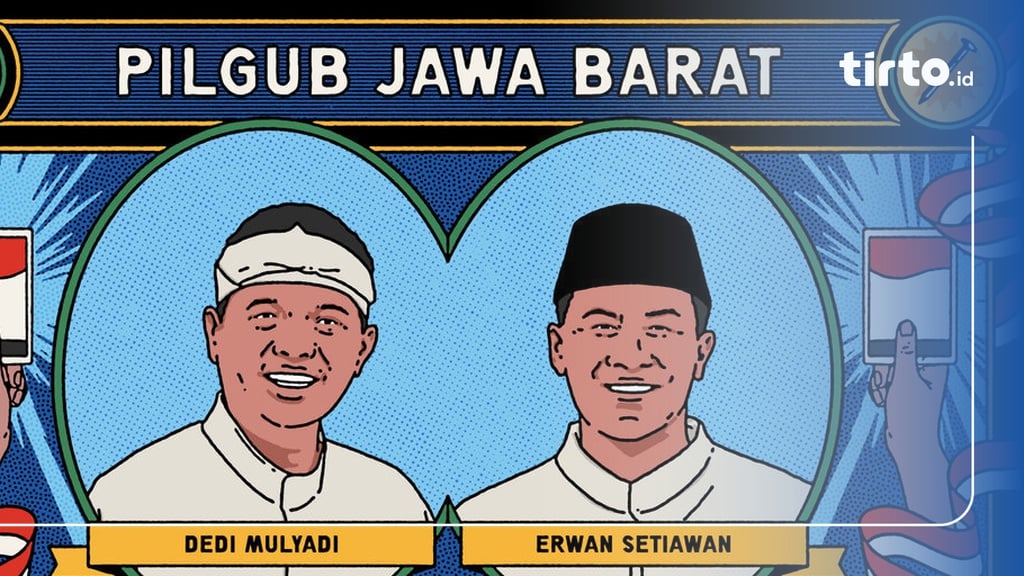 PILGUB JAWA BARAT
tirto.id
DEDI MULYADI
ERWAN SETIAWAN